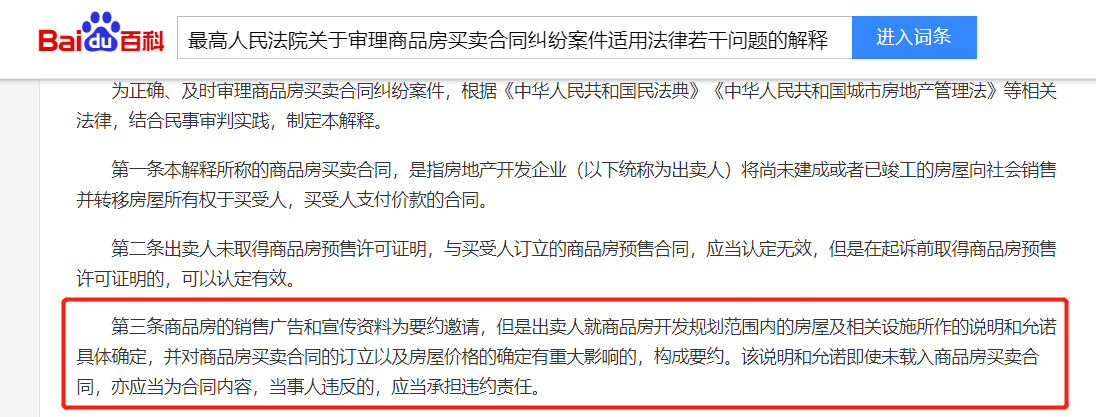 Bai du 百科
最高人民法院关于审理商品房买卖合同纠纷案件适用法律若干问题的解释
进入词条
为正确、及时审理商品房买卖合同纠纷案件，根据《中华人民共和国民法典》《中华人民共和国城市房地产管理法》等相关
法律，结合民事审判实践，制定本解释。
第一条本解释所称的商品房买卖合同，是指房地产开发企业（以下统称为出卖人）将尚未建成或者已竣工的房屋向社会销售
并转移房屋所有权于买受人，买受人支付价款的合同。
第二条出卖人未取得商品房预售许可证明，与买受人订立的商品房预售合同，应当认定无效，但是在起诉前取得商品房预售
许可证明的，可以认定有效。
第三条商品房的销售广告和宣传资料为要约邀请，但是出卖人就商品房开发规划范围内的房屋及相关设施所作的说明和允诺
具体确定，并对商品房买卖合同的订立以及房屋价格的确定有重大影响的，构成要约。该说明和允诺即使未载入商品房买卖合
同，亦应当为合同内容，当事人违反的，应当承担违约责任。